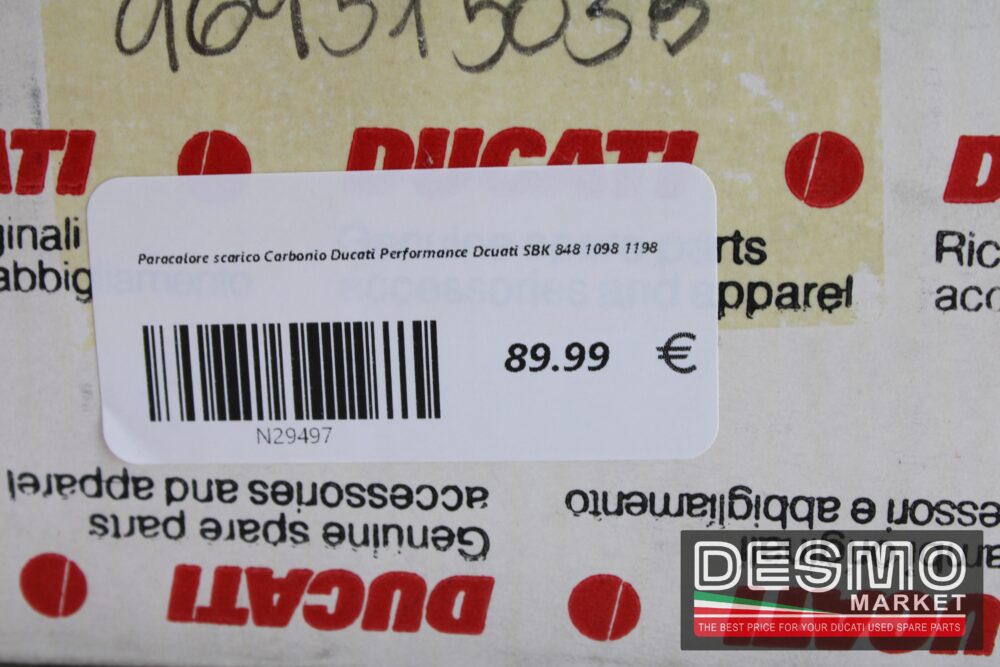 DUCATI
ginali
abbig
rts
pparel
Ric
acc
Paracalore scarico Carbonio Ducati Performance Dcuati SBK 848 1098 1198
89.99 €
N29497
accessories and apparel
Genuine spare parts
DUCATI
essori e abbigliamento
DESMO
MARKET
THE BEST PRICE FOR YOUR DUCATI USED SPARE PARTS